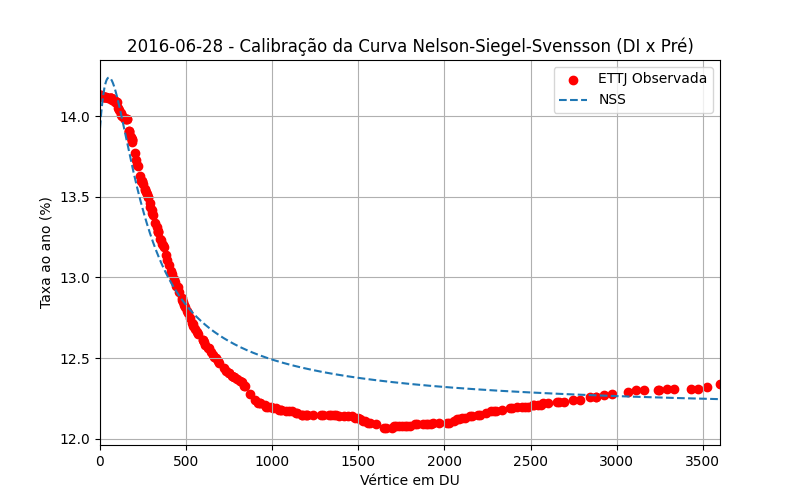 2016-06-28 - Calibração da Curva Nelson-Siegel-Svensson (DI x Pré)
ETTJ Observada
NSS
Taxa ao ano (%)
14.0
13.5
13.0
12.5
12.0
0 500 1000 1500 2000 2500 3000 3500
Vértice em DU